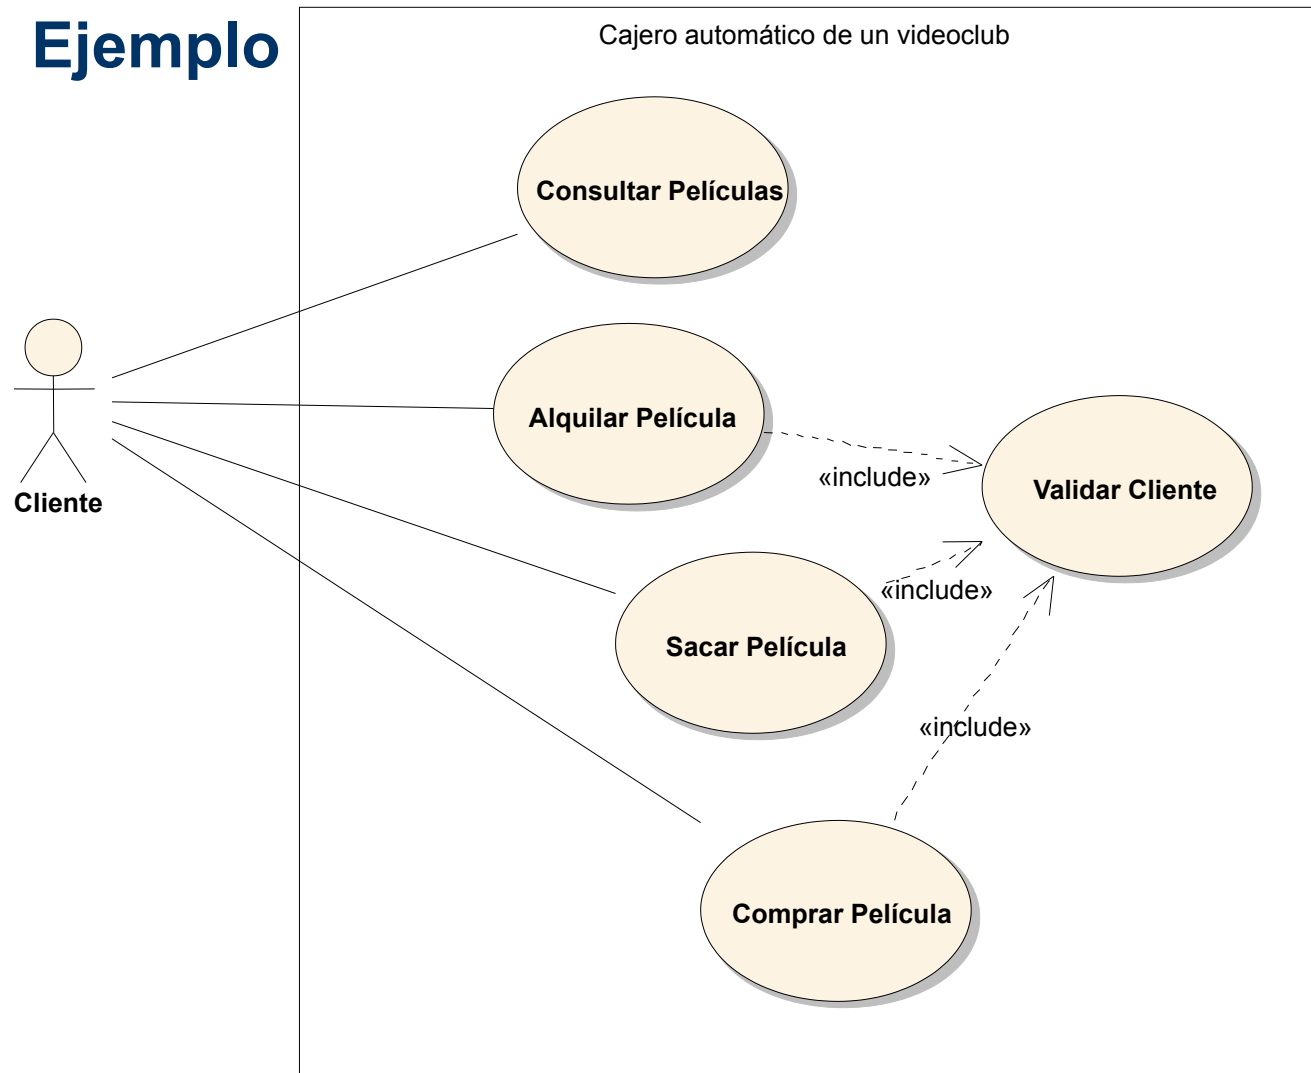 Ejemplo
Cajero automático de un videoclub
Consultar Películas
Alquilar Película
«include»
Validar Cliente
Cliente
«include»
Sacar Película
«include»
Comprar Película